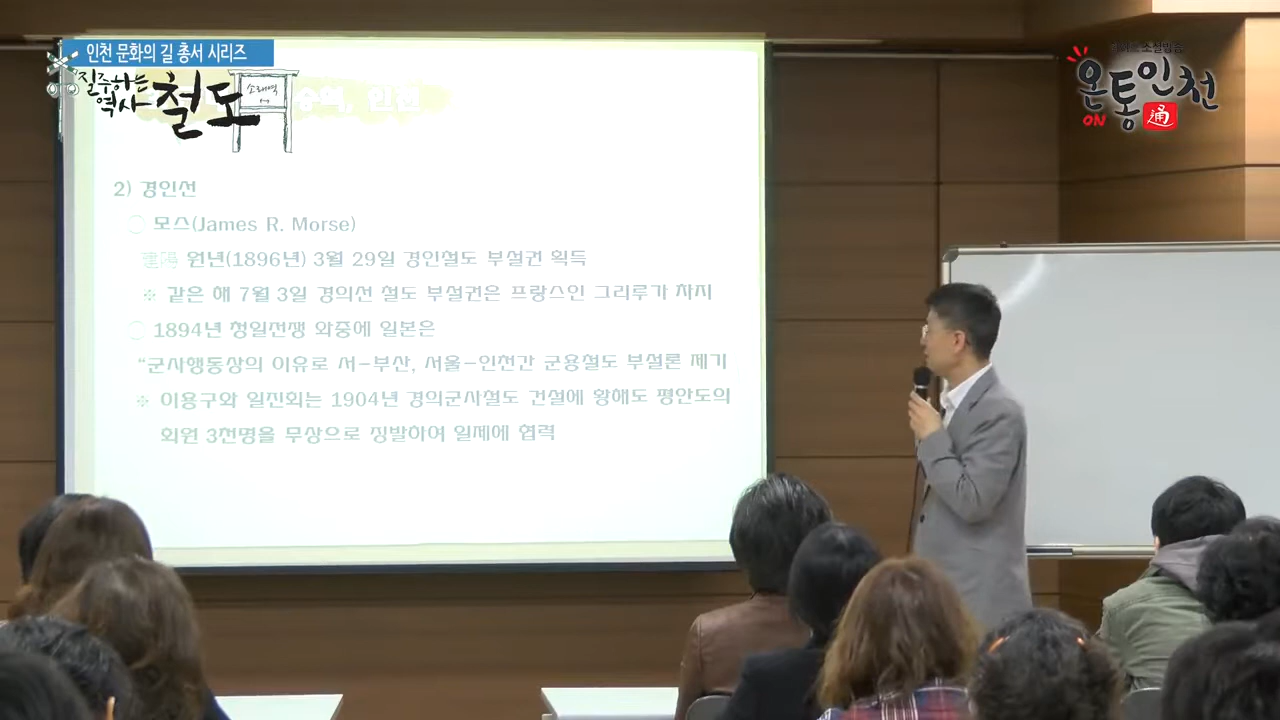 인천 문화의 길 총서 시리즈
질주하는
역사 철도
소래역
온통인천
ON 通
인천
2) 경인선
모스(James R. Morse)
建陽 원년(1896년) 3월 29일 경인철도 부설권 획득
※ 같은 해 7월 3일 경의선 철도 부설권은 프랑스인 그리루가 차지
1894년 청일전쟁 와중에 일본은
“군사행동상의 이유로 서-부산, 서울-인천간 군용철도 부설론 제기
※ 이용구와 일진회는 1904년 경의군사철도 건설에 황해도 평안도의
회원 3천명을 무상으로 징발하여 일제에 협력